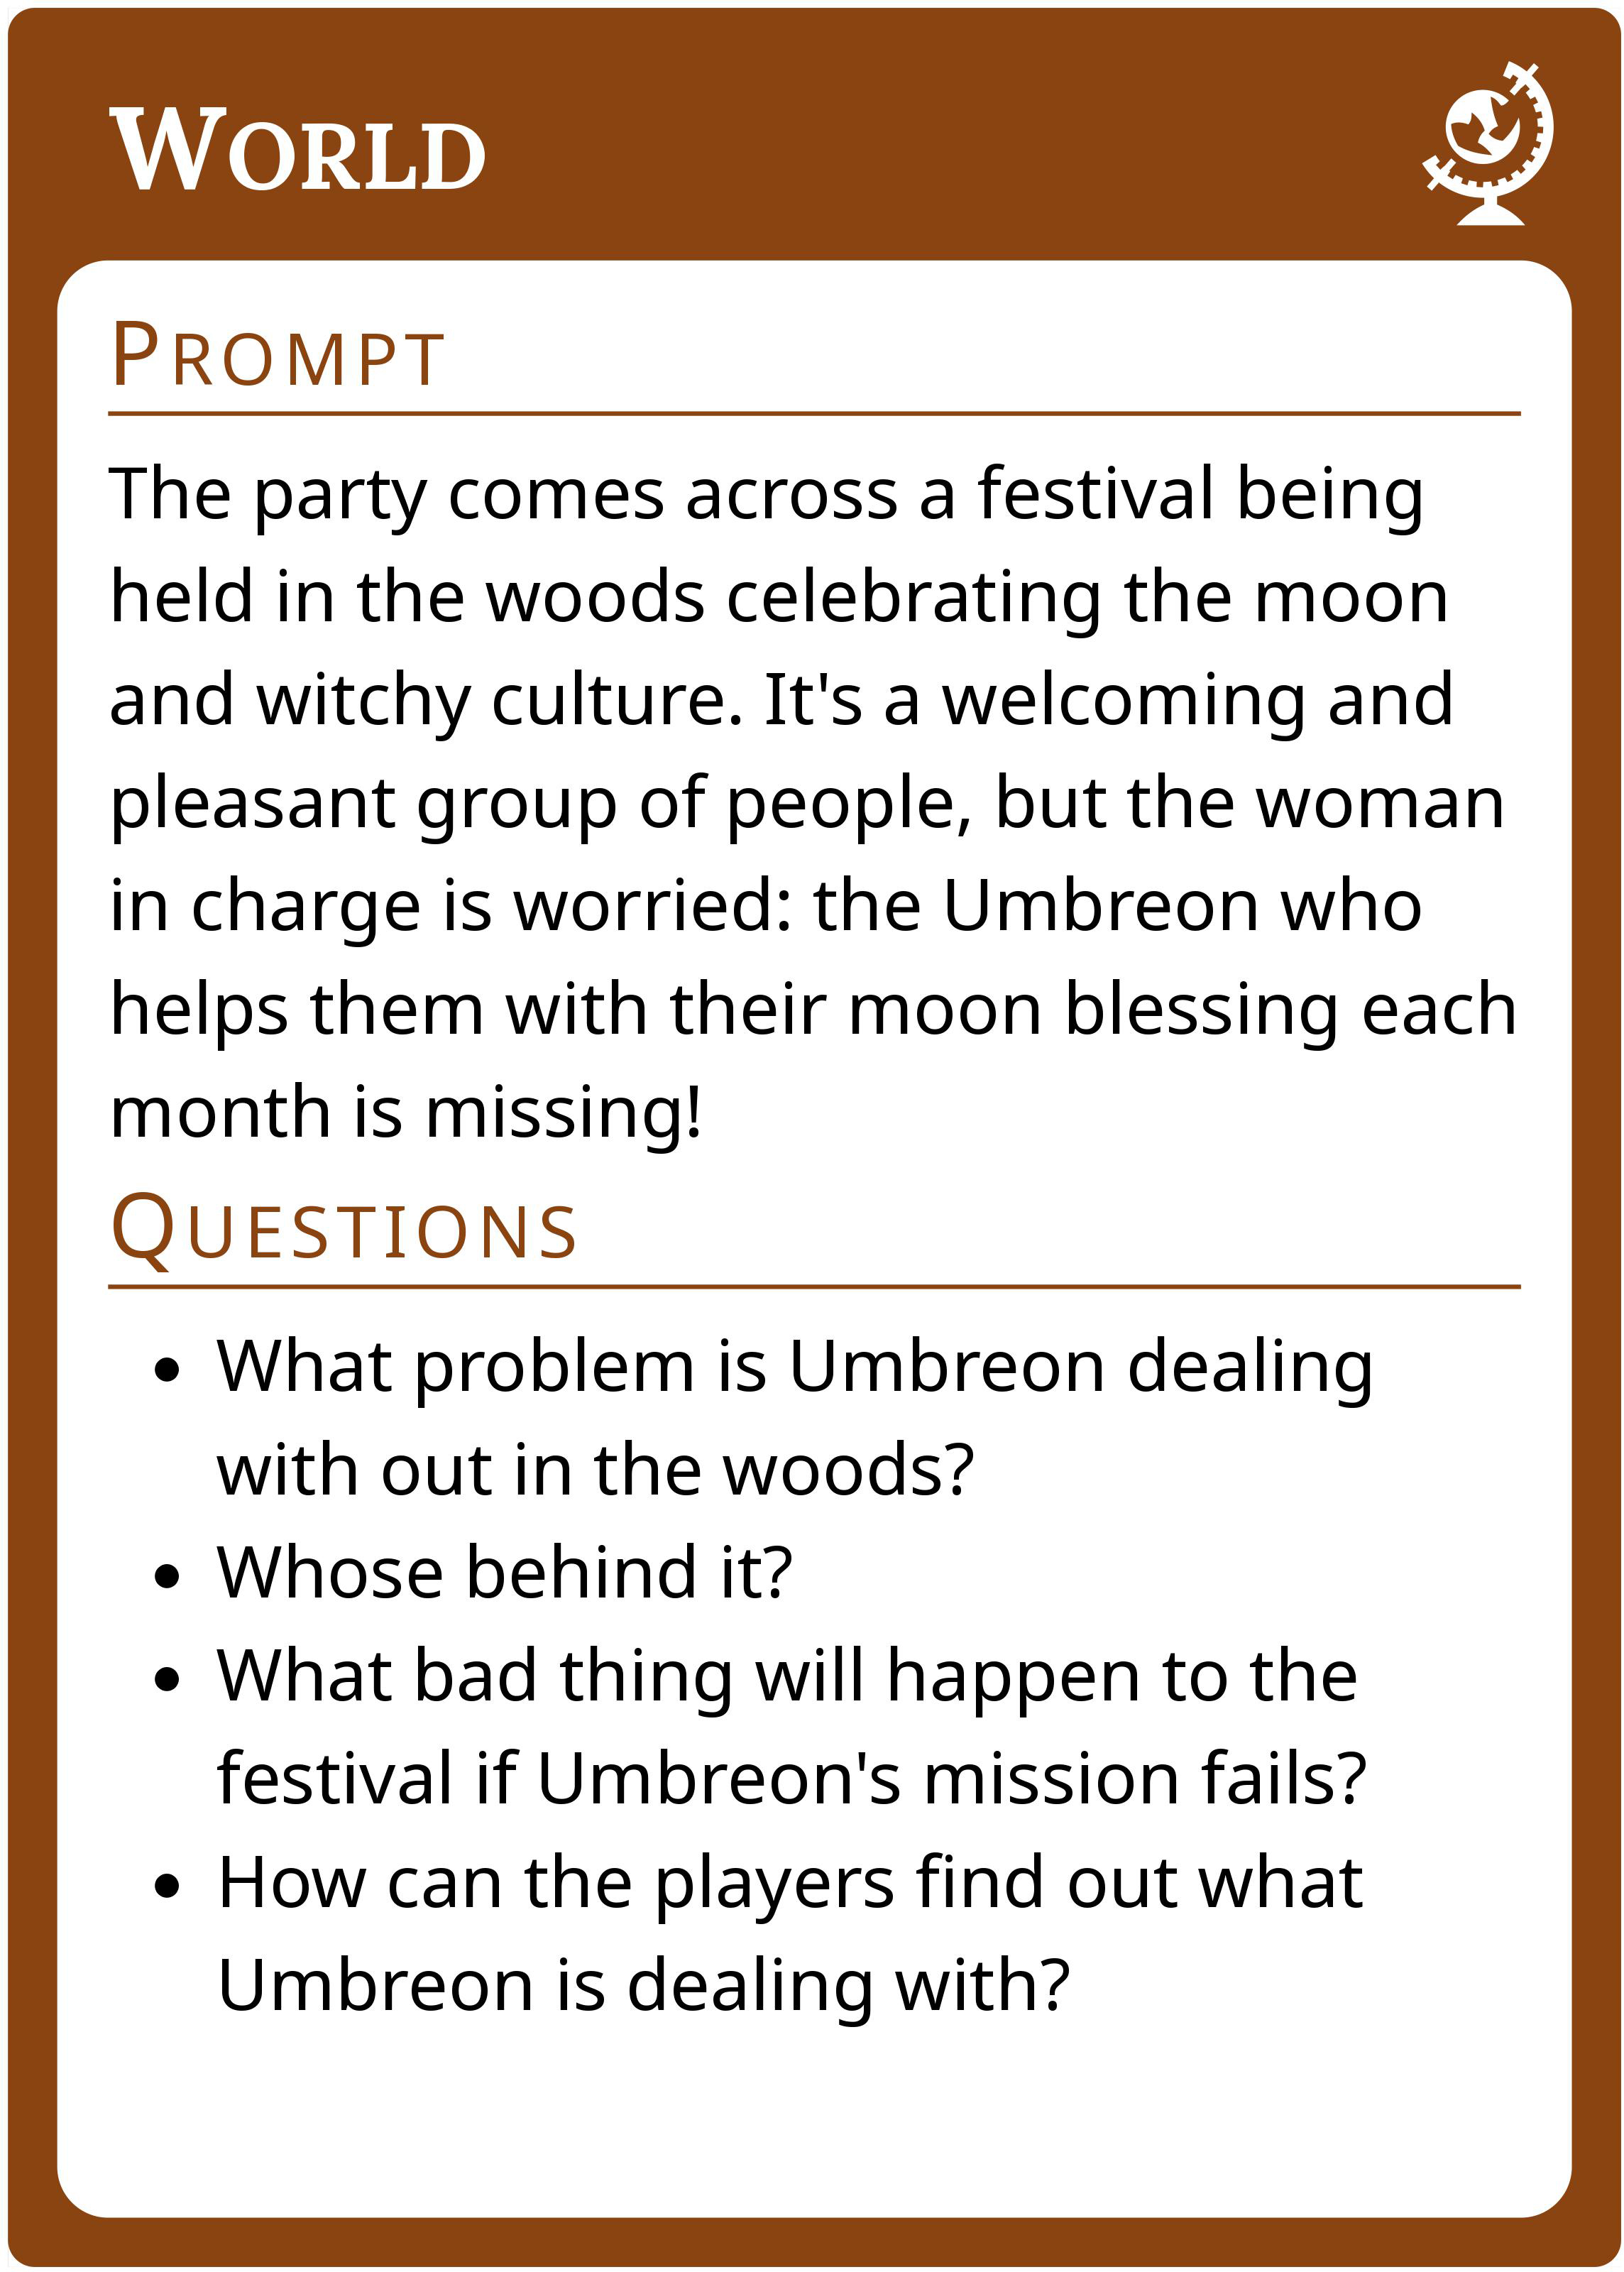 World
Prompt
The party comes across a festival being
held in the woods celebrating the moon
and witchy culture. It's a welcoming and
pleasant group of people, but the woman
in charge is worried: the Umbreon who
helps them with their moon blessing each
month is missing!
Questions
• What problem is Umbreon dealing
with out in the woods?
• Whose behind it?
• What bad thing will happen to the
festival if Umbreon's mission fails?
• How can the players find out what
Umbreon is dealing with?